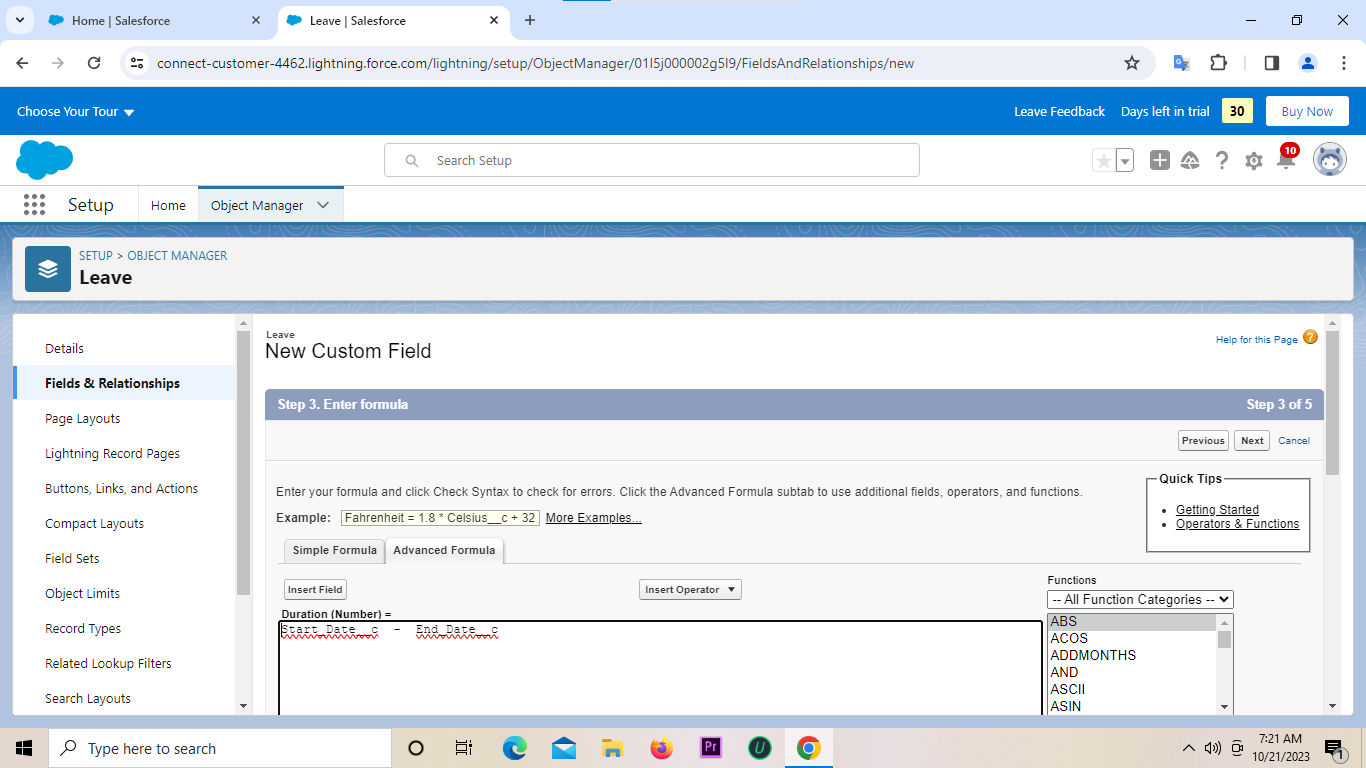 Home | Salesforce
Leave | Salesforce
connect-customer-4462.lightning.force.com/lightning/setup/ObjectManager/01I5j000002g5I9/FieldsAndRelationships/new
Choose Your Tour
Leave Feedback
Days left in trial
30
Buy Now
Search Setup
10
Setup
Home
Object Manager
SETUP > OBJECT MANAGER
Leave
Details
Fields & Relationships
Page Layouts
Lightning Record Pages
Buttons, Links, and Actions
Compact Layouts
Field Sets
Object Limits
Record Types
Related Lookup Filters
Search Layouts
Leave
New Custom Field
Help for this Page ?
Step 3. Enter formula
Step 3 of 5
Previous
Next
Cancel
Enter your formula and click Check Syntax to check for errors. Click the Advanced Formula subtab to use additional fields, operators, and functions.
Example: Fahrenheit = 1.8 * Celsius__c + 32 More Examples...
Quick Tips
Getting Started
Operators & Functions
Simple Formula
Advanced Formula
Insert Field
Insert Operator
Functions
-- All Function Categories --
Duration (Number) =
Start_Date__c - End_Date__c
ABS
ACOS
ADDMONTHS
AND
ASCII
ASIN
Type here to search
Pr
U
7:21 AM
10/21/2023
1